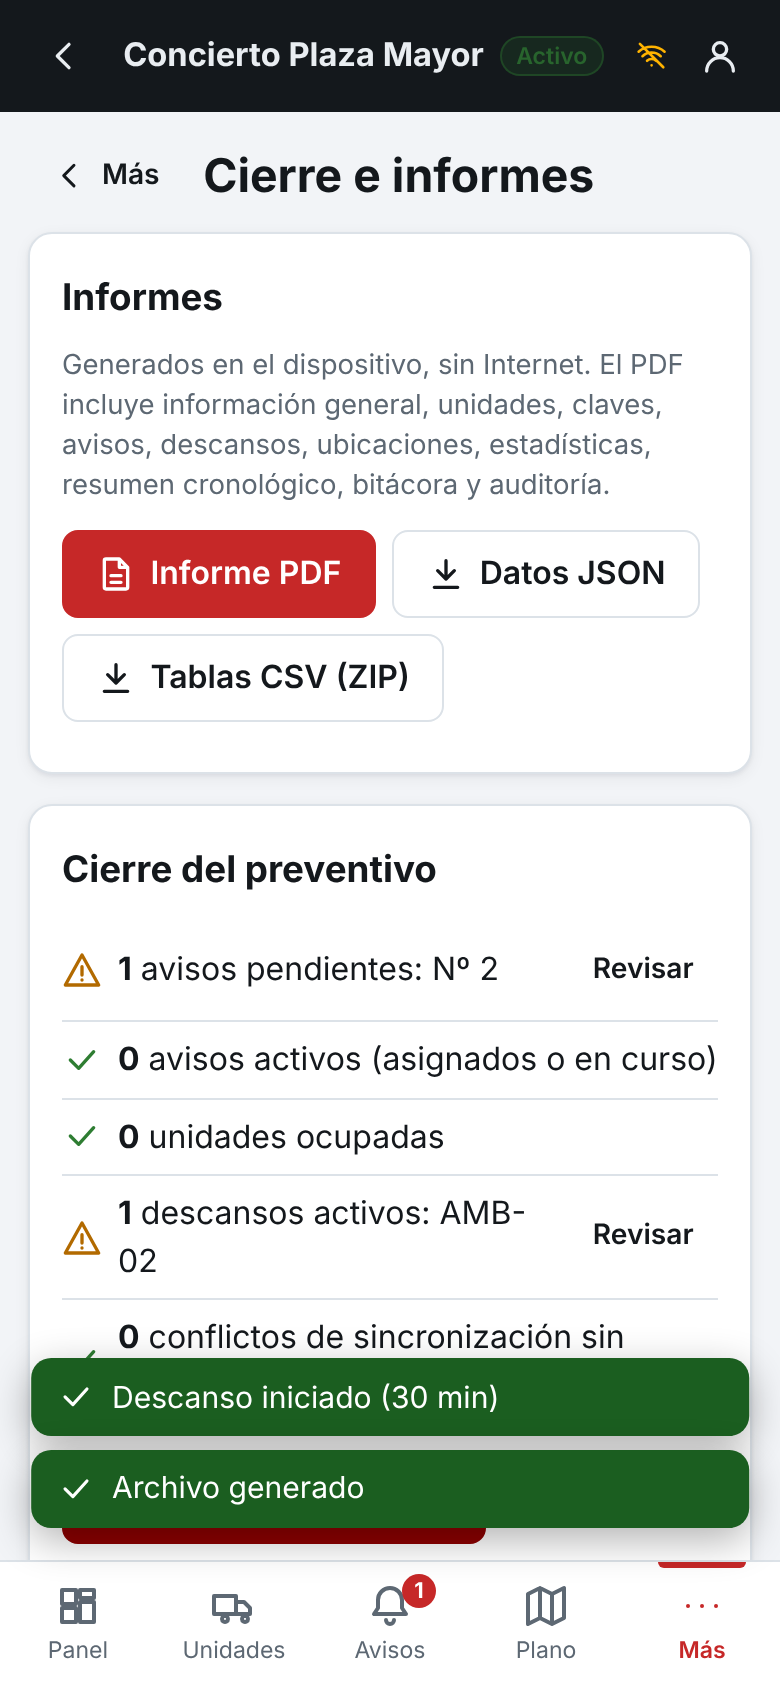 Concierto Plaza Mayor Activo
Más Cierre e informes
Informes
Generados en el dispositivo, sin Internet. El PDF
incluye información general, unidades, claves,
avisos, descansos, ubicaciones, estadísticas,
resumen cronológico, bitácora y auditoría.
Informe PDF
Datos JSON
Tablas CSV (ZIP)
Cierre del preventivo
1 avisos pendientes: Nº 2 Revisar
0 avisos activos (asignados o en curso)
0 unidades ocupadas
1 descansos activos: AMB-
02
Revisar
0 conflictos de sincronización sin
Descanso iniciado (30 min)
Archivo generado
1
Panel Unidades Avisos Plano Más